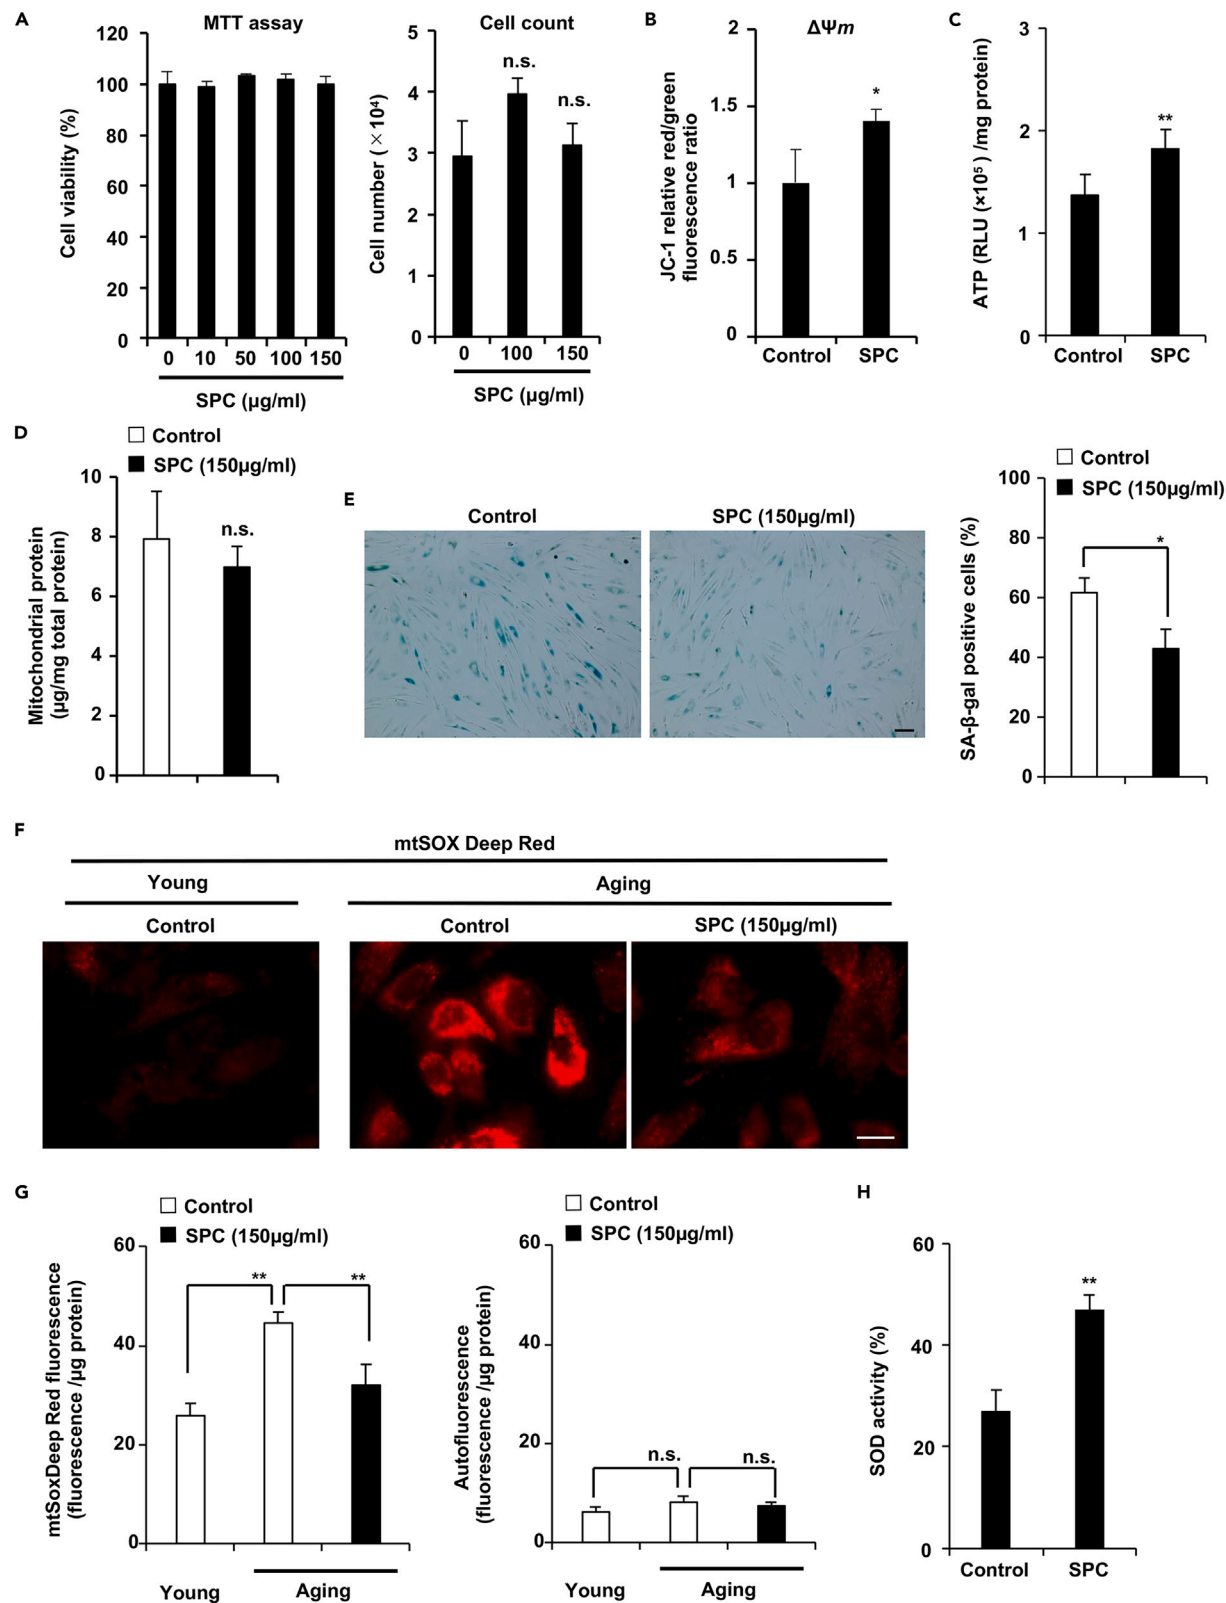 A
MTT assay
Cell viability (%)
120
100
80
60
40
20
0
0 10 50 100 150
SPC (µg/ml)
Cell count
Cell number (×10⁴)
5
4
3
2
1
0
n.s.
n.s.
0 100 150
SPC (µg/ml)
B
ΔΨm
JC-1 relative red/green
fluorescence ratio
2
1.5
1
0.5
0
*
Control SPC
C
ATP (RLU (×10⁵) /mg protein)
3
2
1
0
**
Control SPC
D
Control
SPC (150µg/ml)
Mitochondrial protein
(µg/mg total protein)
10
8
6
4
2
0
n.s.
E
Control
SPC (150µg/ml)
Control
SPC (150µg/ml)
SA-β-gal positive cells (%)
100
80
60
40
20
0
*
F
mtSOX Deep Red
Young Aging
Control Control SPC (150µg/ml)
G
Control
SPC (150µg/ml)
mtSoxDeep Red fluorescence
(fluorescence /µg protein)
60
40
20
0
** **
Young Aging
Control
SPC (150µg/ml)
Autofluorescence
(fluorescence /µg protein)
60
40
20
0
n.s. n.s.
Young Aging
H
SOD activity (%)
60
40
20
0
**
Control SPC